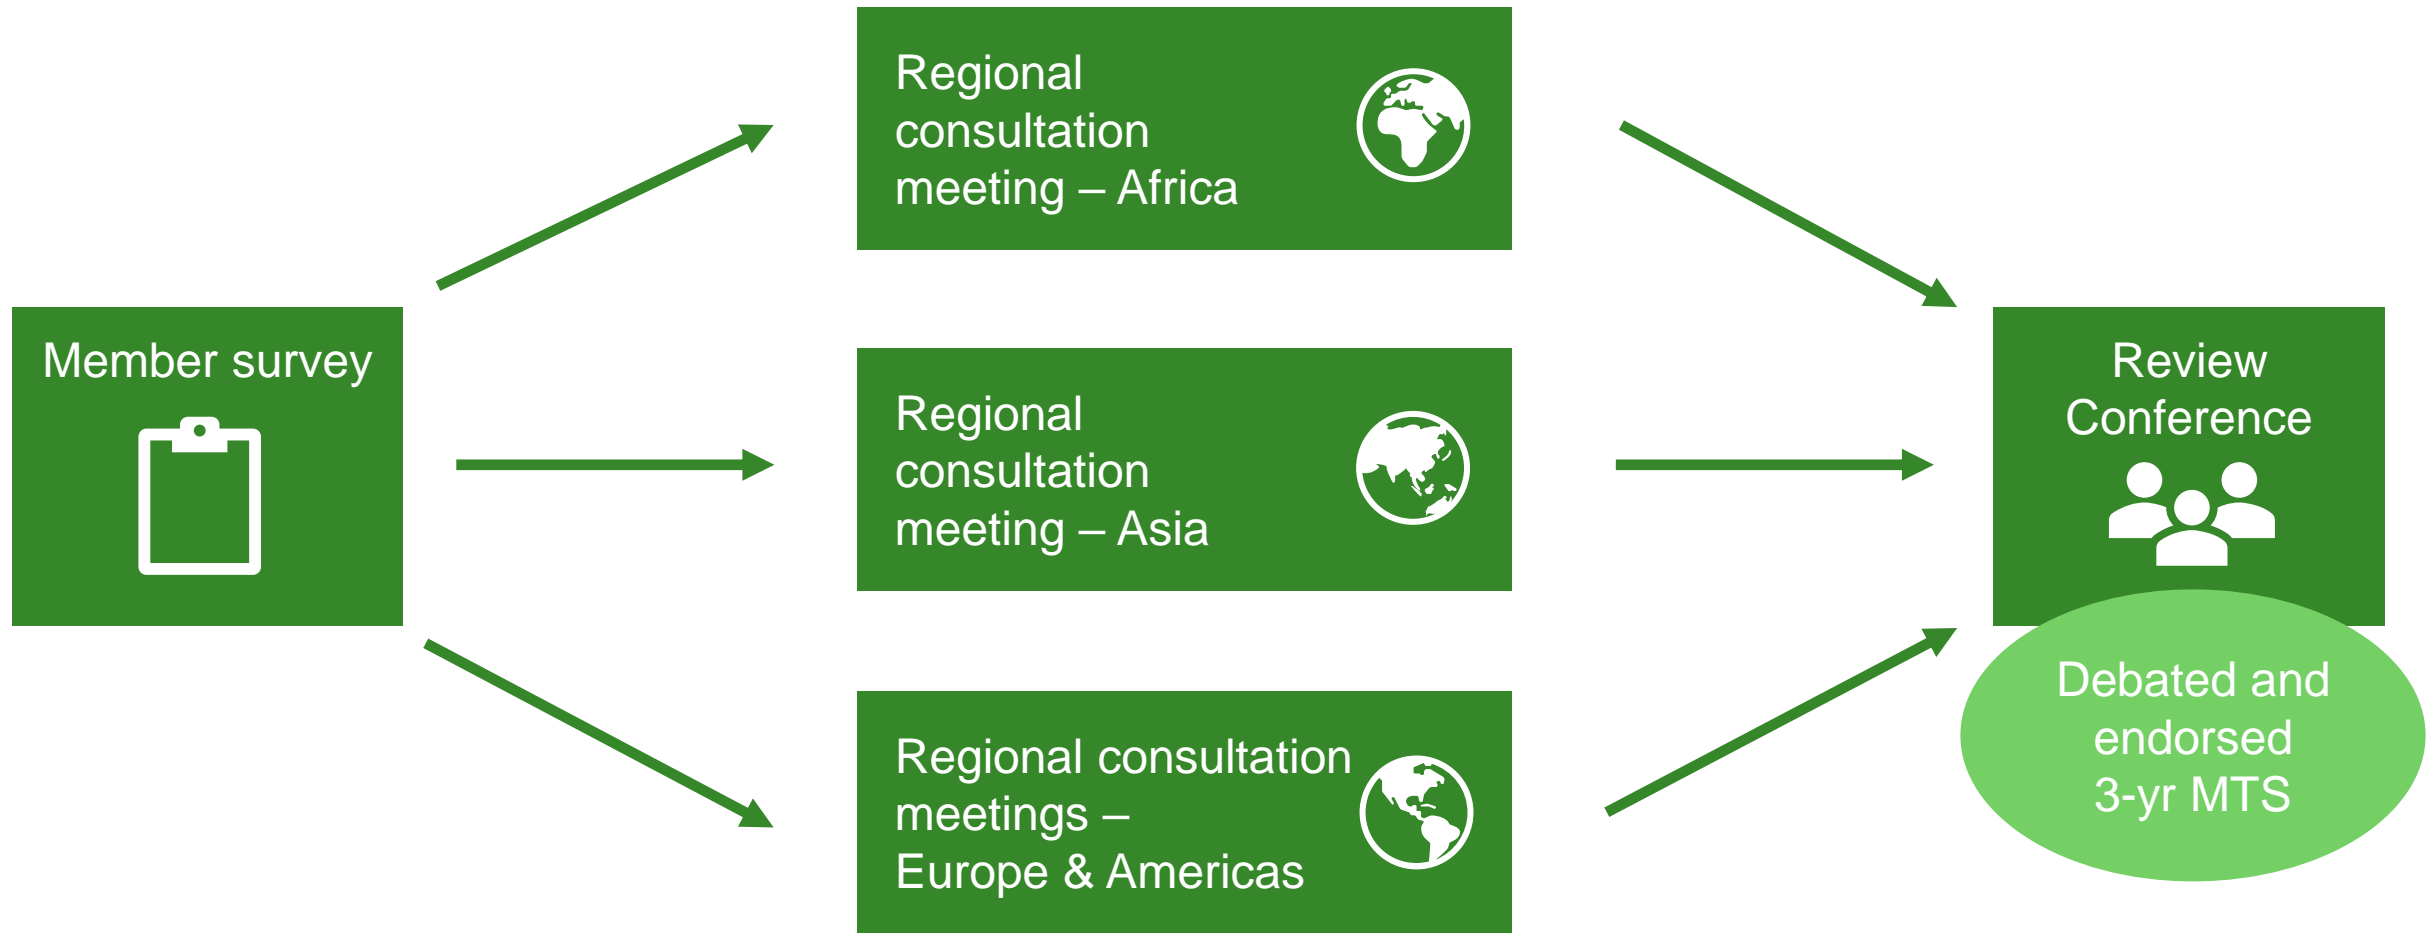 Member survey
Regional
consultation
meeting – Africa
Regional
consultation
meeting – Asia
Regional consultation
meetings –
Europe & Americas
Review
Conference
Debated and
endorsed
3-yr MTS